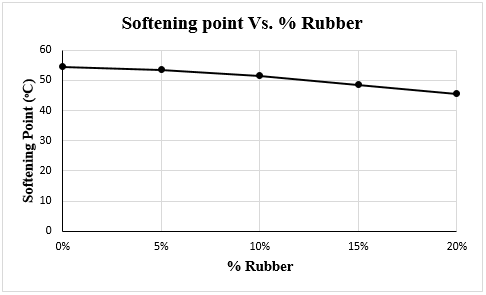 Softening point Vs. % Rubber
60
50
40
30
20
10
0
Softening Point (ºC)
0% 5% 10% 15% 20%
% Rubber